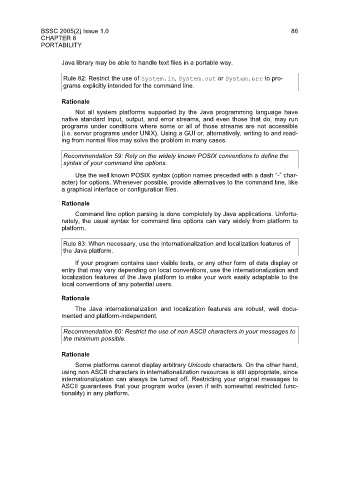 BSSC 2005(2) Issue 1.0 86
CHAPTER 8
PORTABILITY
Java library may be able to handle text files in a portable way.
Rule 82: Restrict the use of System.in, System.out or System.err to pro-
grams explicitly intended for the command line.
Rationale
Not all system platforms supported by the Java programming language have
native standard input, output, and error streams, and even those that do, may run
programs under conditions where some or all of those streams are not accessible
(i.e. server programs under UNIX). Using a GUI or, alternatively, writing to and read-
ing from normal files may solve the problem in many cases.
Recommendation 59: Rely on the widely known POSIX conventions to define the
syntax of your command line options.
Use the well known POSIX syntax (option names preceded with a dash "-" char-
acter) for options. Whenever possible, provide alternatives to the command line, like
a graphical interface or configuration files.
Rationale
Command line option parsing is done completely by Java applications. Unfortu-
nately, the usual syntax for command line options can vary widely from platform to
platform.
Rule 83: When necessary, use the internationalization and localization features of
the Java platform.
If your program contains user visible texts, or any other form of data display or
entry that may vary depending on local conventions, use the internationalization and
localization features of the Java platform to make your work easily adaptable to the
local conventions of any potential users.
Rationale
The Java internationalization and localization features are robust, well docu-
mented and platform-independent.
Recommendation 60: Restrict the use of non ASCII characters in your messages to
the minimum possible.
Rationale
Some platforms cannot display arbitrary Unicode characters. On the other hand,
using non ASCII characters in internationalization resources is still appropriate, since
internationalization can always be turned off. Restricting your original messages to
ASCII guarantees that your program works (even if with somewhat restricted func-
tionality) in any platform.